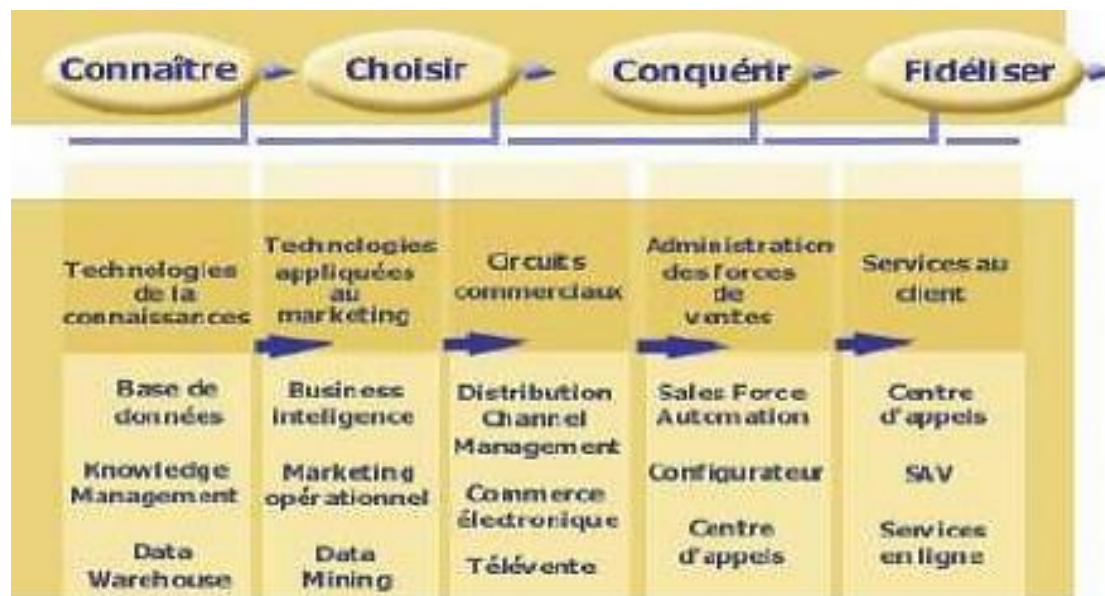 Connaître
Choisir
Conquérir
Fidéliser
Technologies
de la
connaissances
Technologies
appliquées
au
marketing
Circuits
commerciaux
Administration
des forces
de
ventes
Services au
client
Base de
données
Knowledge
Management
Data
Warehouse
Business
inteligence
Marketing
opérationnel
Data
Mining
Distribution
Channel
Management
Commerce
électronique
Télévente
Sales Force
Automation
Configurateur
Centre
d'appels
Centre
d'appels
SAV
Services
en ligne